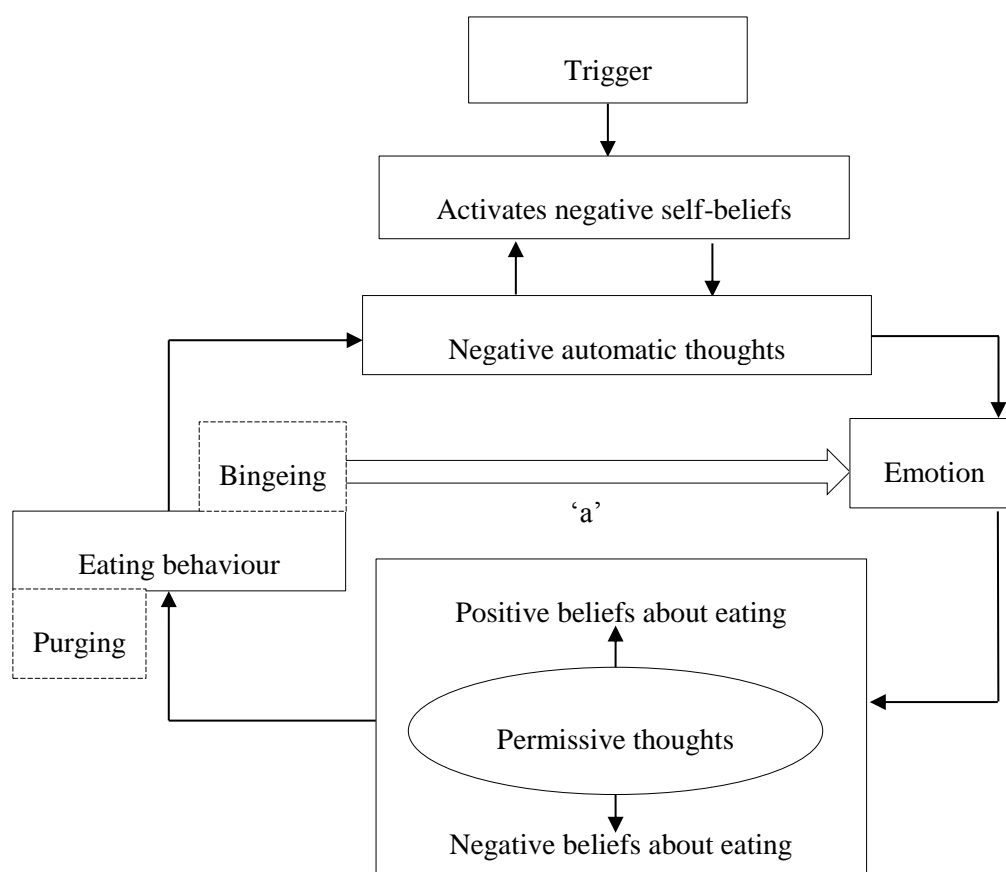 Trigger
Activates negative self-beliefs
Negative automatic thoughts
Bingeing
Emotion
‘a’
Eating behaviour
Purging
Positive beliefs about eating
Permissive thoughts
Negative beliefs about eating